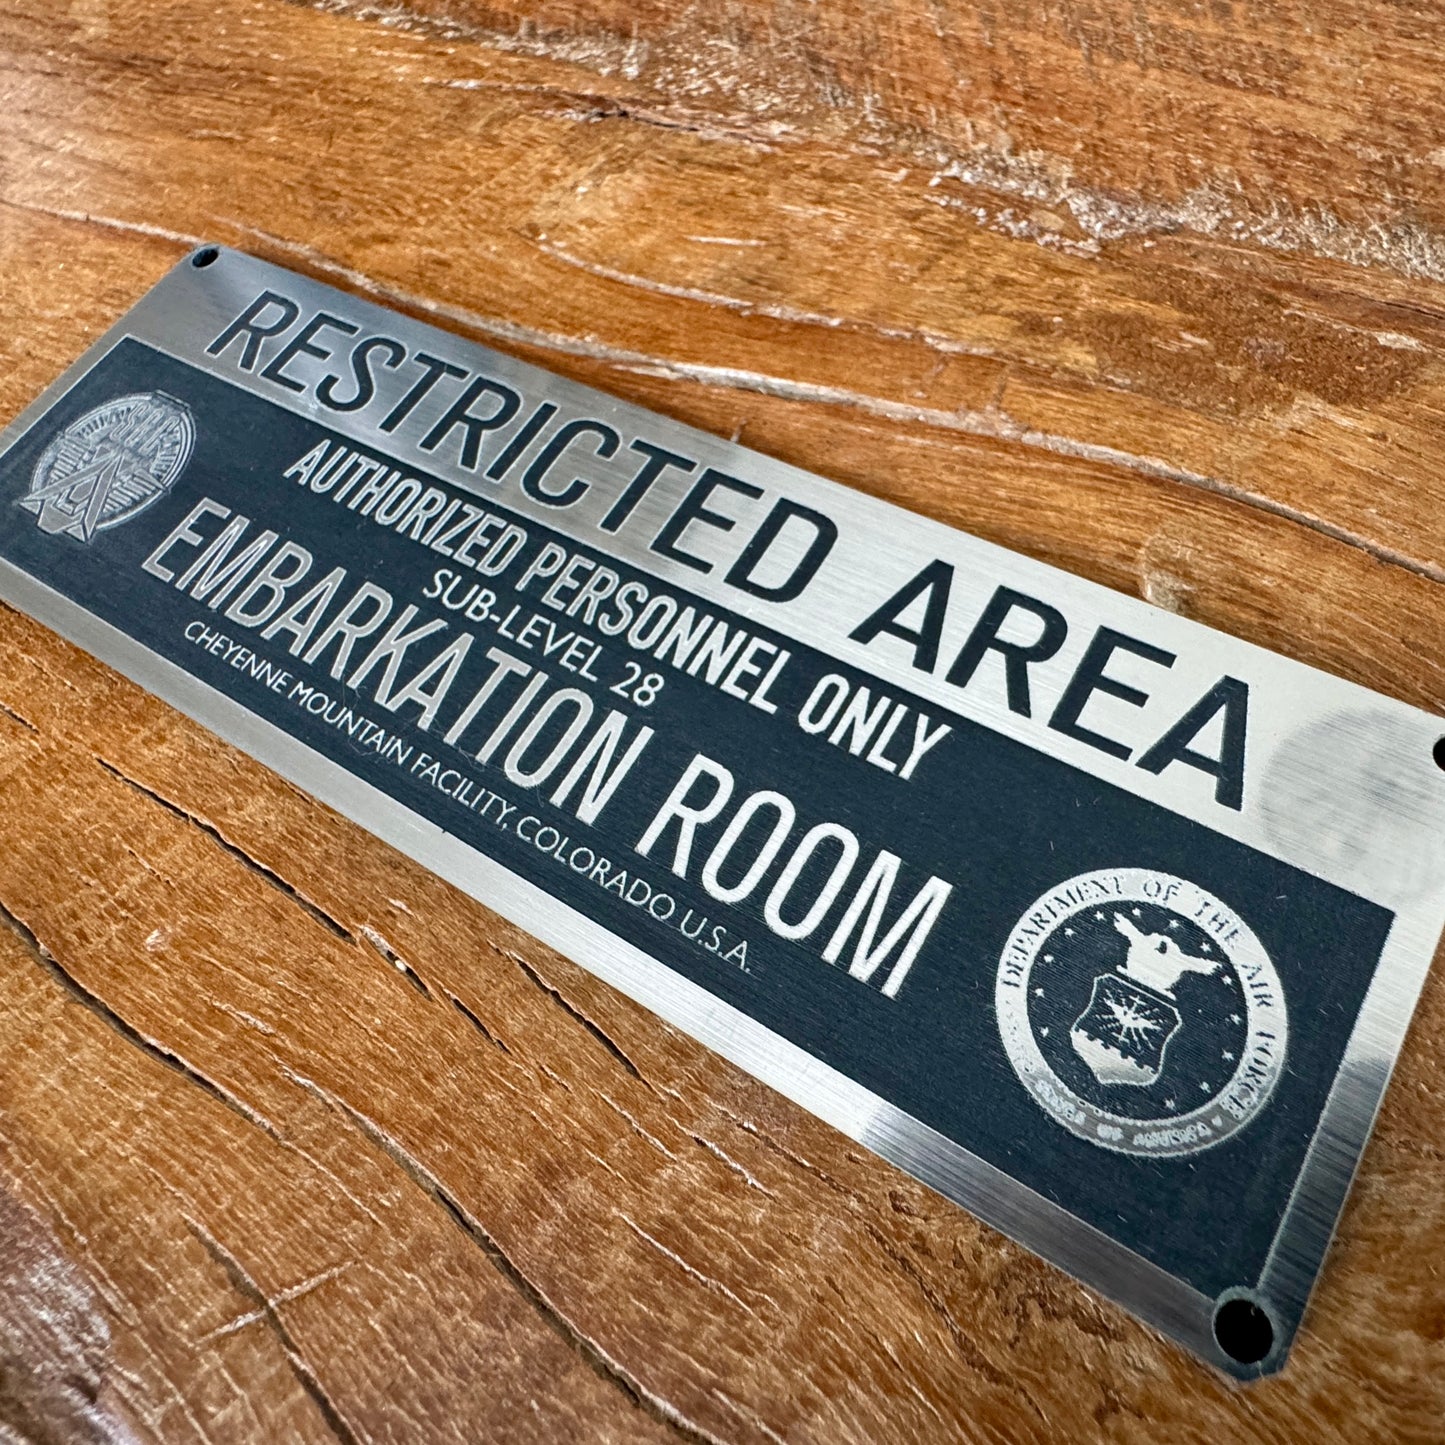 RESTRICTED AREA
AUTHORIZED PERSONNEL ONLY
SUB-LEVEL 28
EMBARKATION ROOM
CHEYENNE MOUNTAIN FACILITY, COLORADO U.S.A.
DEPARTMENT OF THE AIR FORCE